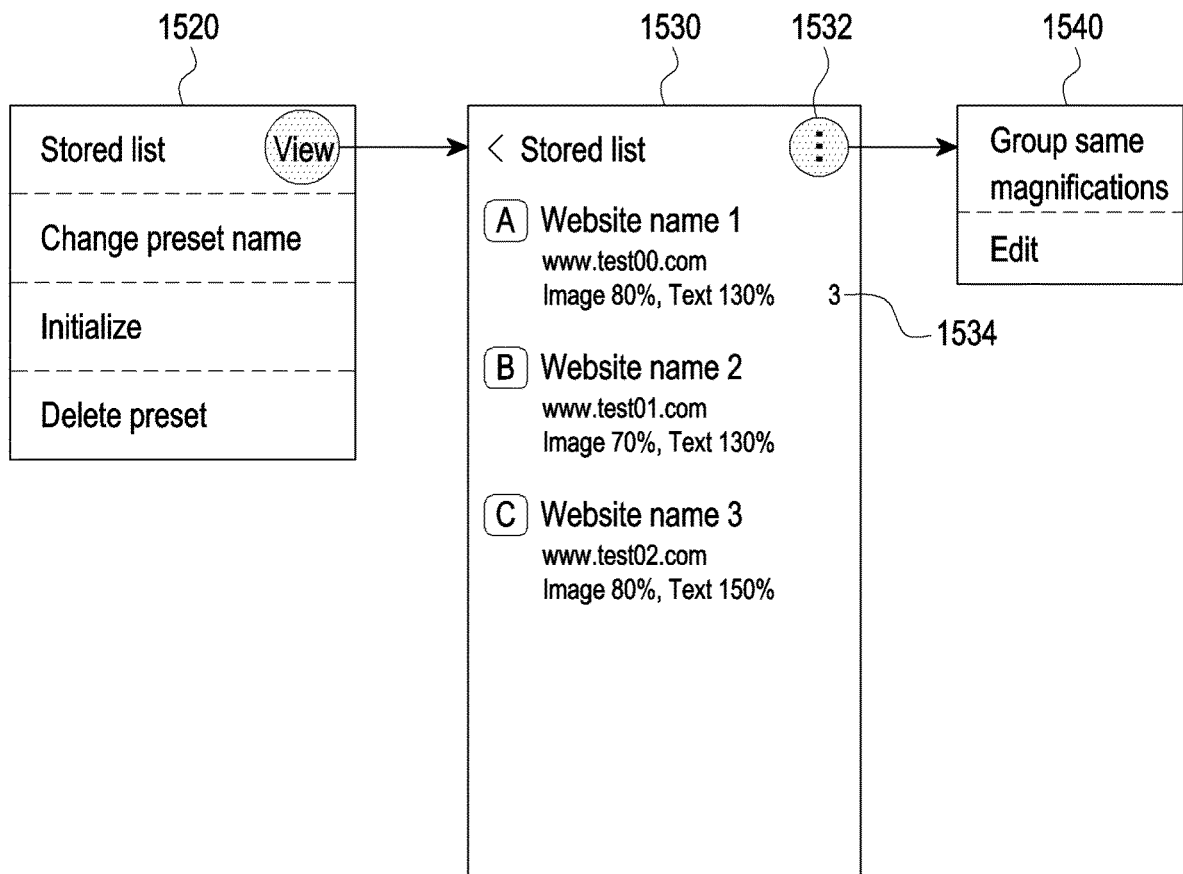 1520
1530
1532
1540
Stored list
View
Change preset name
Initialize
Delete preset
< Stored list
A Website name 1
www.test00.com
Image 80%, Text 130% 3
1534
B Website name 2
www.test01.com
Image 70%, Text 130%
C Website name 3
www.test02.com
Image 80%, Text 150%
Group same
magnifications
Edit